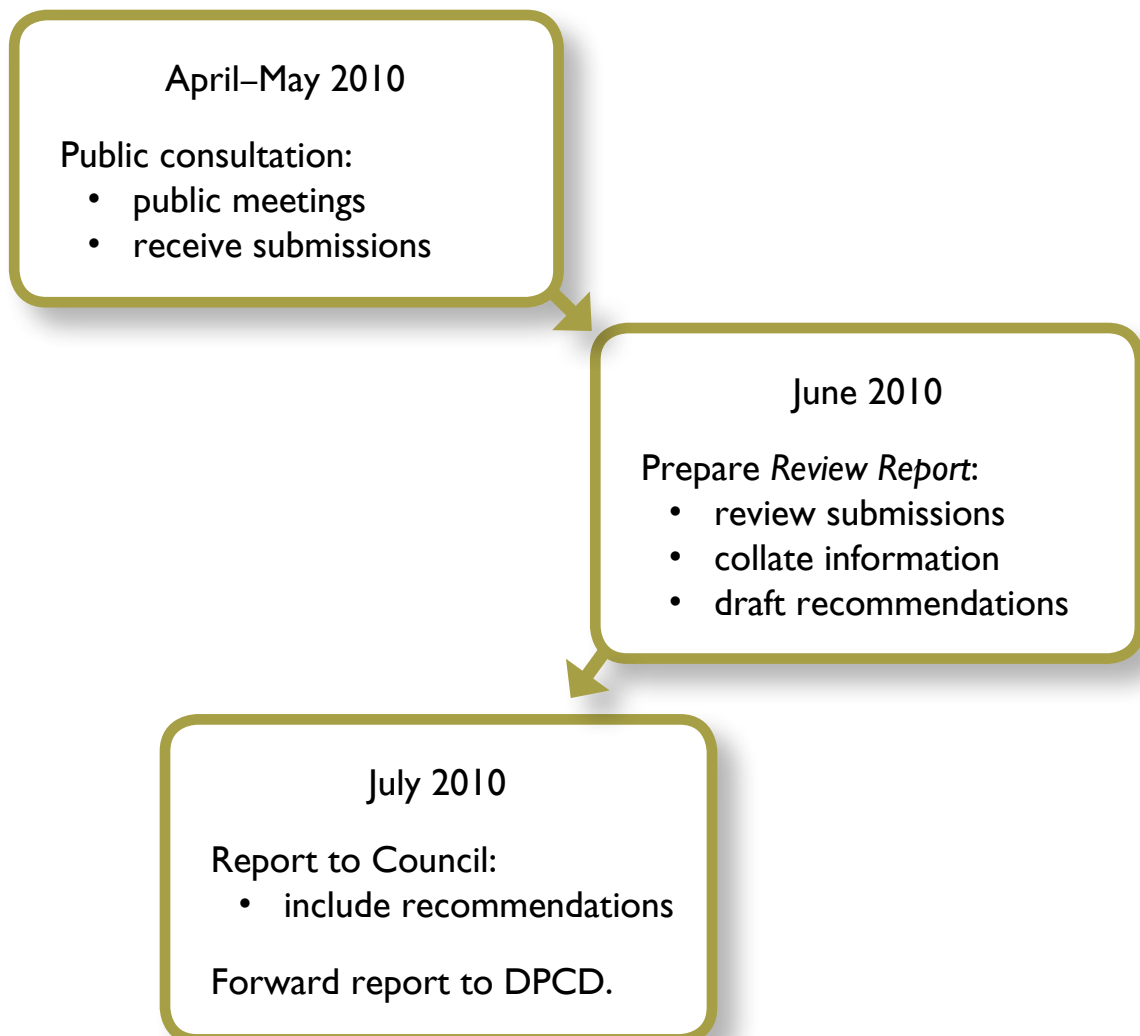 April–May 2010
Public consultation:
• public meetings
• receive submissions
June 2010
Prepare Review Report:
• review submissions
• collate information
• draft recommendations
July 2010
Report to Council:
• include recommendations
Forward report to DPCD.